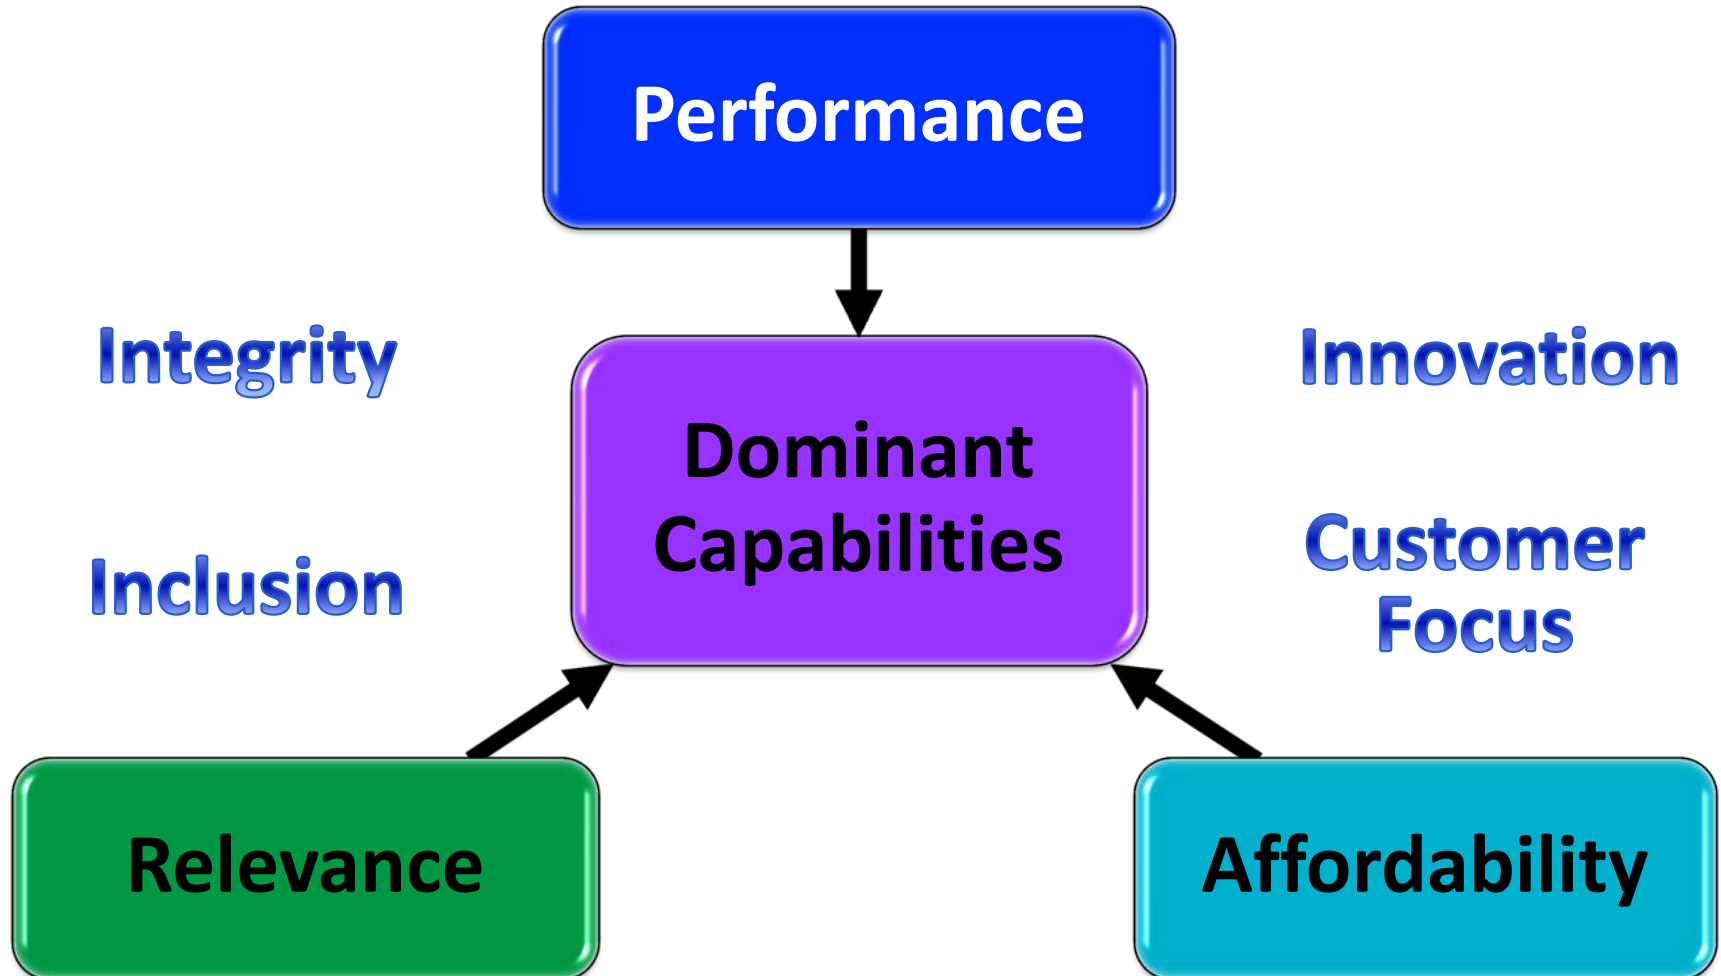 Performance
Integrity
Innovation
Dominant
Capabilities
Inclusion
Customer
Focus
Relevance
Affordability